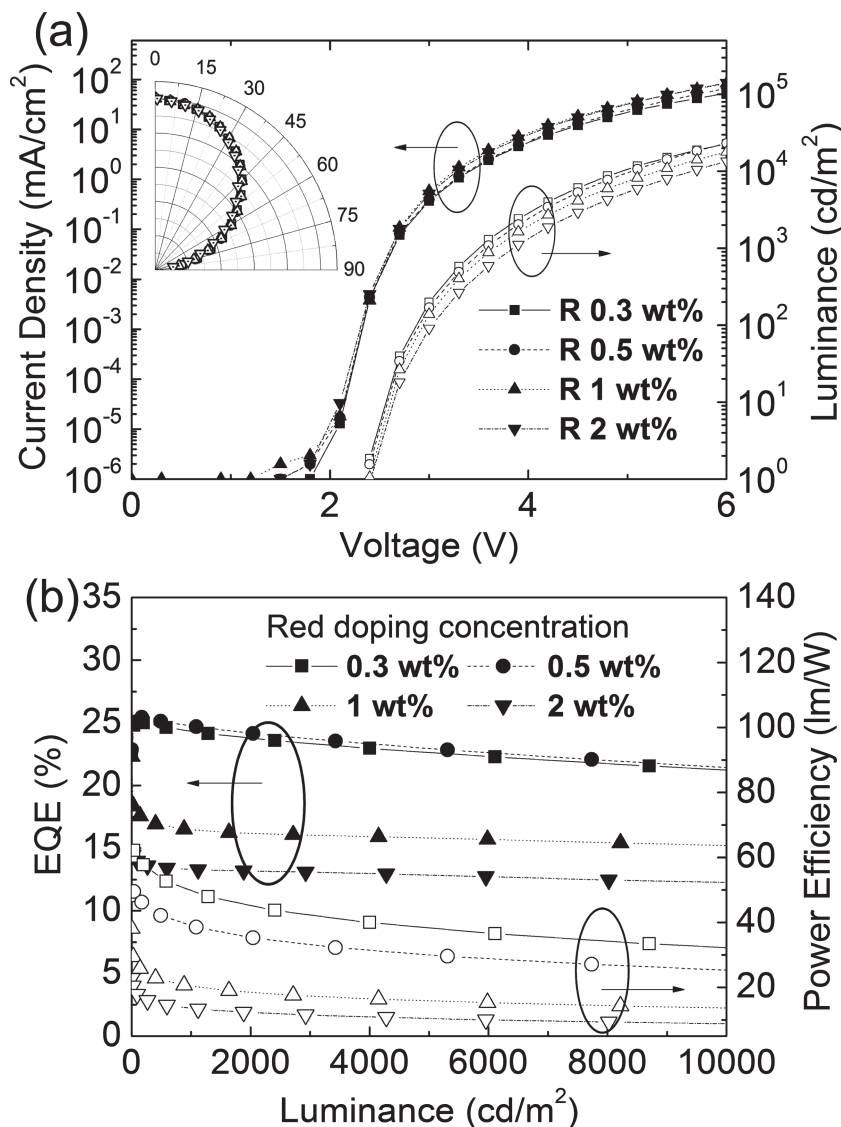 (a)
0
15
30
45
60
75
90
10²
10¹
10⁰
10⁻¹
10⁻²
10⁻³
10⁻⁴
10⁻⁵
10⁻⁶
Current Density (mA/cm²)
10⁵
10⁴
10³
10²
10¹
10⁰
Luminance (cd/m²)
R 0.3 wt%
R 0.5 wt%
R 1 wt%
R 2 wt%
0 2 4 6
Voltage (V)
(b)
35
30
25
20
15
10
5
0
EQE (%)
140
120
100
80
60
40
20
Power Efficiency (lm/W)
Red doping concentration
0.3 wt% 0.5 wt%
1 wt% 2 wt%
0 2000 4000 6000 8000 10000
Luminance (cd/m²)